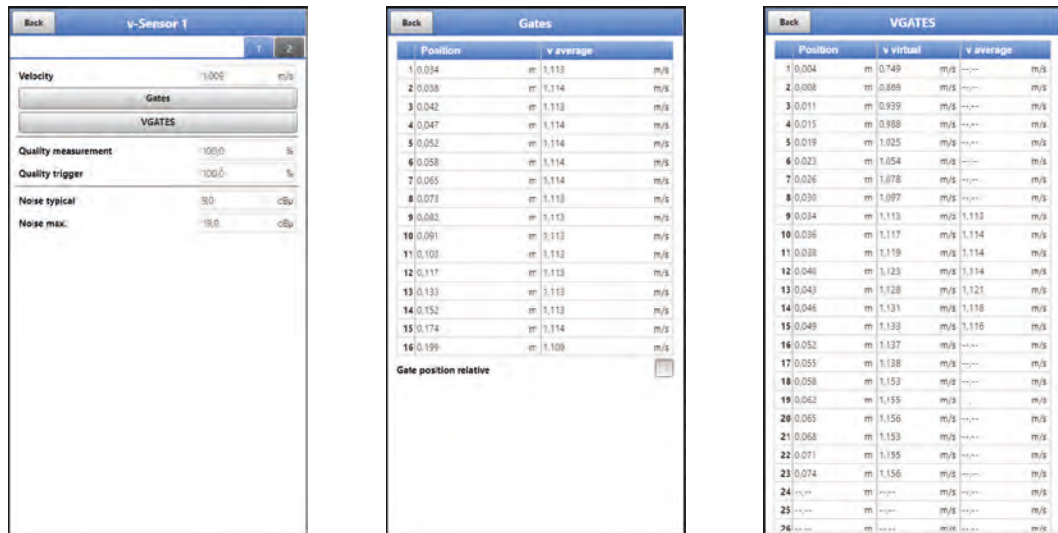 Back v-Sensor 1
1 2
Velocity 1,009 m/s
Gates
VGATES
Quality measurement 100,0 %
Quality trigger 100,0 %
Noise typical 9,0 dBµ
Noise max. 19,0 dBµ
Back Gates
Position v average
1 0,034 m 1,113 m/s
2 0,038 m 1,114 m/s
3 0,042 m 1,113 m/s
4 0,047 m 1,114 m/s
5 0,052 m 1,114 m/s
6 0,058 m 1,114 m/s
7 0,065 m 1,114 m/s
8 0,073 m 1,113 m/s
9 0,082 m 1,113 m/s
10 0,091 m 1,113 m/s
11 0,103 m 1,113 m/s
12 0,117 m 1,113 m/s
13 0,133 m 1,113 m/s
14 0,152 m 1,113 m/s
15 0,174 m 1,114 m/s
16 0,199 m 1,109 m/s
Gate position relative
Back VGATES
Position v virtual v average
1 0,004 m 0,749 m/s --,-- m/s
2 0,008 m 0,869 m/s --,-- m/s
3 0,011 m 0,939 m/s --,-- m/s
4 0,015 m 0,988 m/s --,-- m/s
5 0,019 m 1,025 m/s --,-- m/s
6 0,023 m 1,054 m/s --,-- m/s
7 0,026 m 1,078 m/s --,-- m/s
8 0,030 m 1,097 m/s --,-- m/s
9 0,034 m 1,113 m/s 1,113 m/s
10 0,036 m 1,117 m/s 1,114 m/s
11 0,038 m 1,119 m/s 1,114 m/s
12 0,040 m 1,123 m/s 1,114 m/s
13 0,043 m 1,128 m/s 1,121 m/s
14 0,046 m 1,131 m/s 1,118 m/s
15 0,049 m 1,133 m/s 1,116 m/s
16 0,052 m 1,137 m/s --,-- m/s
17 0,055 m 1,138 m/s --,-- m/s
18 0,058 m 1,153 m/s --,-- m/s
19 0,062 m 1,155 m/s m/s
20 0,065 m 1,156 m/s --,-- m/s
21 0,068 m 1,153 m/s --,-- m/s
22 0,071 m 1,155 m/s --,-- m/s
23 0,074 m 1,156 m/s --,-- m/s
24 --,-- m --,-- m/s --,-- m/s
25 --,-- m --,-- m/s --,-- m/s
26 --,-- m --,-- m/s --,-- m/s